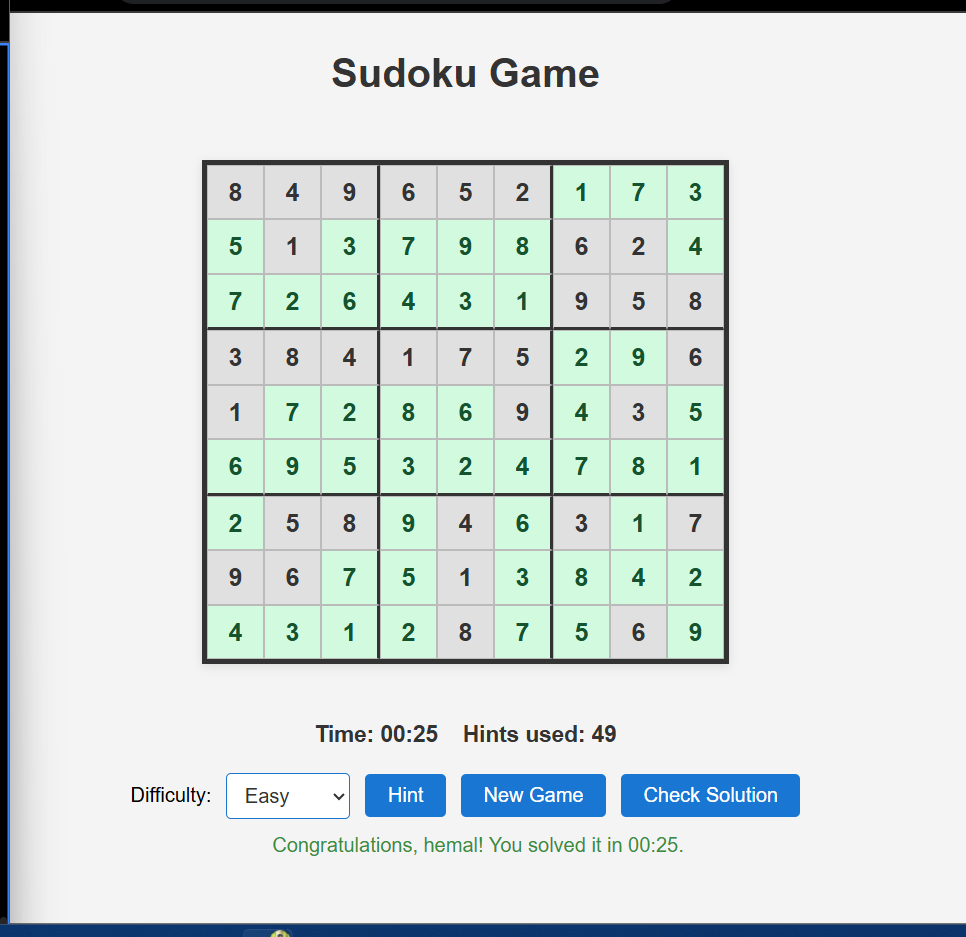 Sudoku Game
8 4 9 6 5 2 1 7 3
5 1 3 7 9 8 6 2 4
7 2 6 4 3 1 9 5 8
3 8 4 1 7 5 2 9 6
1 7 2 8 6 9 4 3 5
6 9 5 3 2 4 7 8 1
2 5 8 9 4 6 3 1 7
9 6 7 5 1 3 8 4 2
4 3 1 2 8 7 5 6 9
Time: 00:25 Hints used: 49
Difficulty: Easy Hint New Game Check Solution
Congratulations, hemal! You solved it in 00:25.